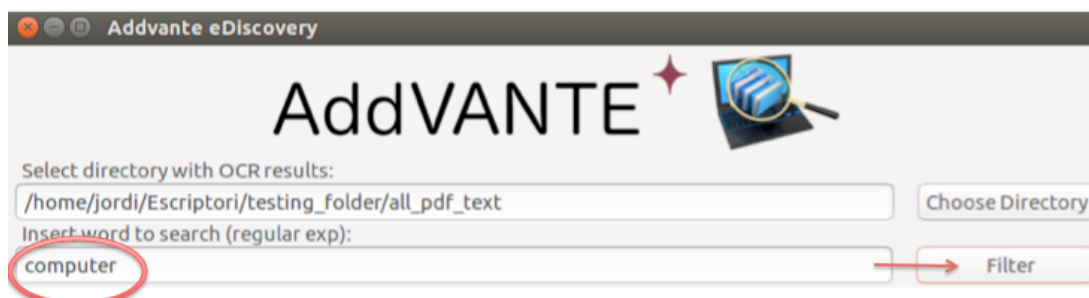 Addvante eDiscovery
AddVANTE
Select directory with OCR results:
/home/jordi/Escriptori/testing_folder/all_pdf_text
Choose Directory
Insert word to search (regular exp):
computer
Filter